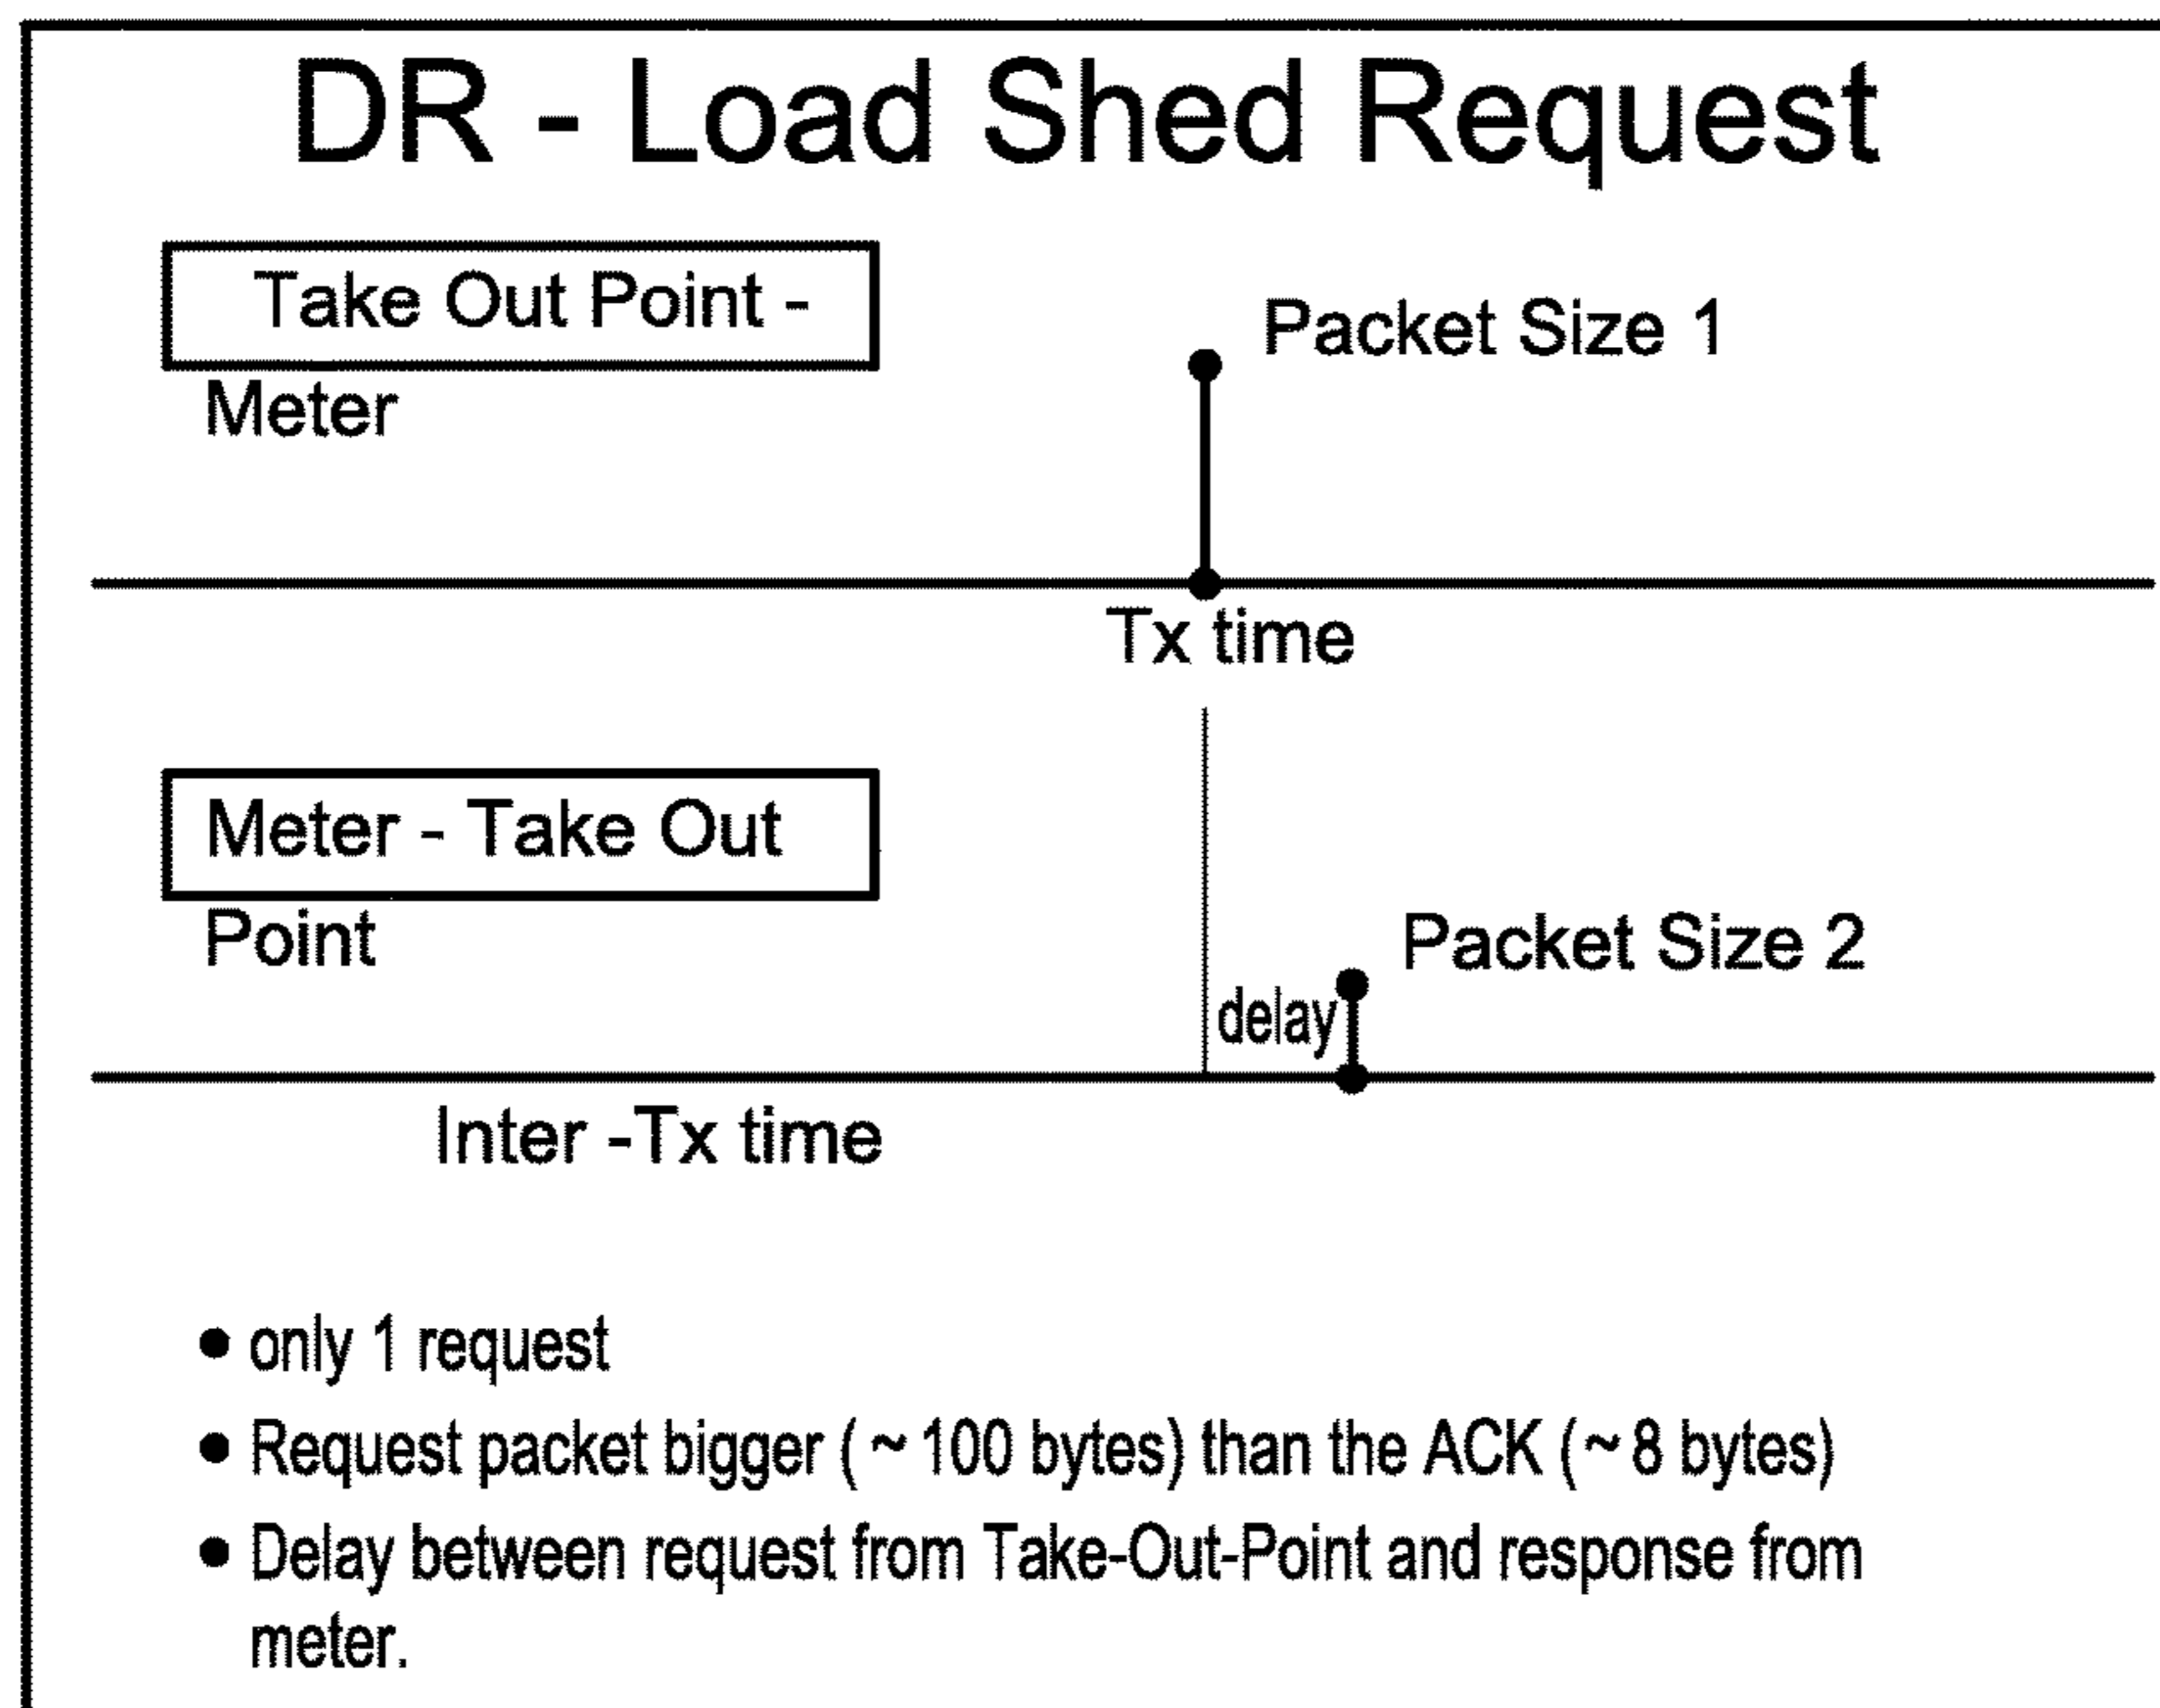 DR - Load Shed Request
Take Out Point -
Meter
Packet Size 1
Tx time
Meter - Take Out
Point
Packet Size 2
delay
Inter -Tx time
● only 1 request
● Request packet bigger ( ~ 100 bytes) than the ACK ( ~ 8 bytes)
● Delay between request from Take-Out-Point and response from
meter.